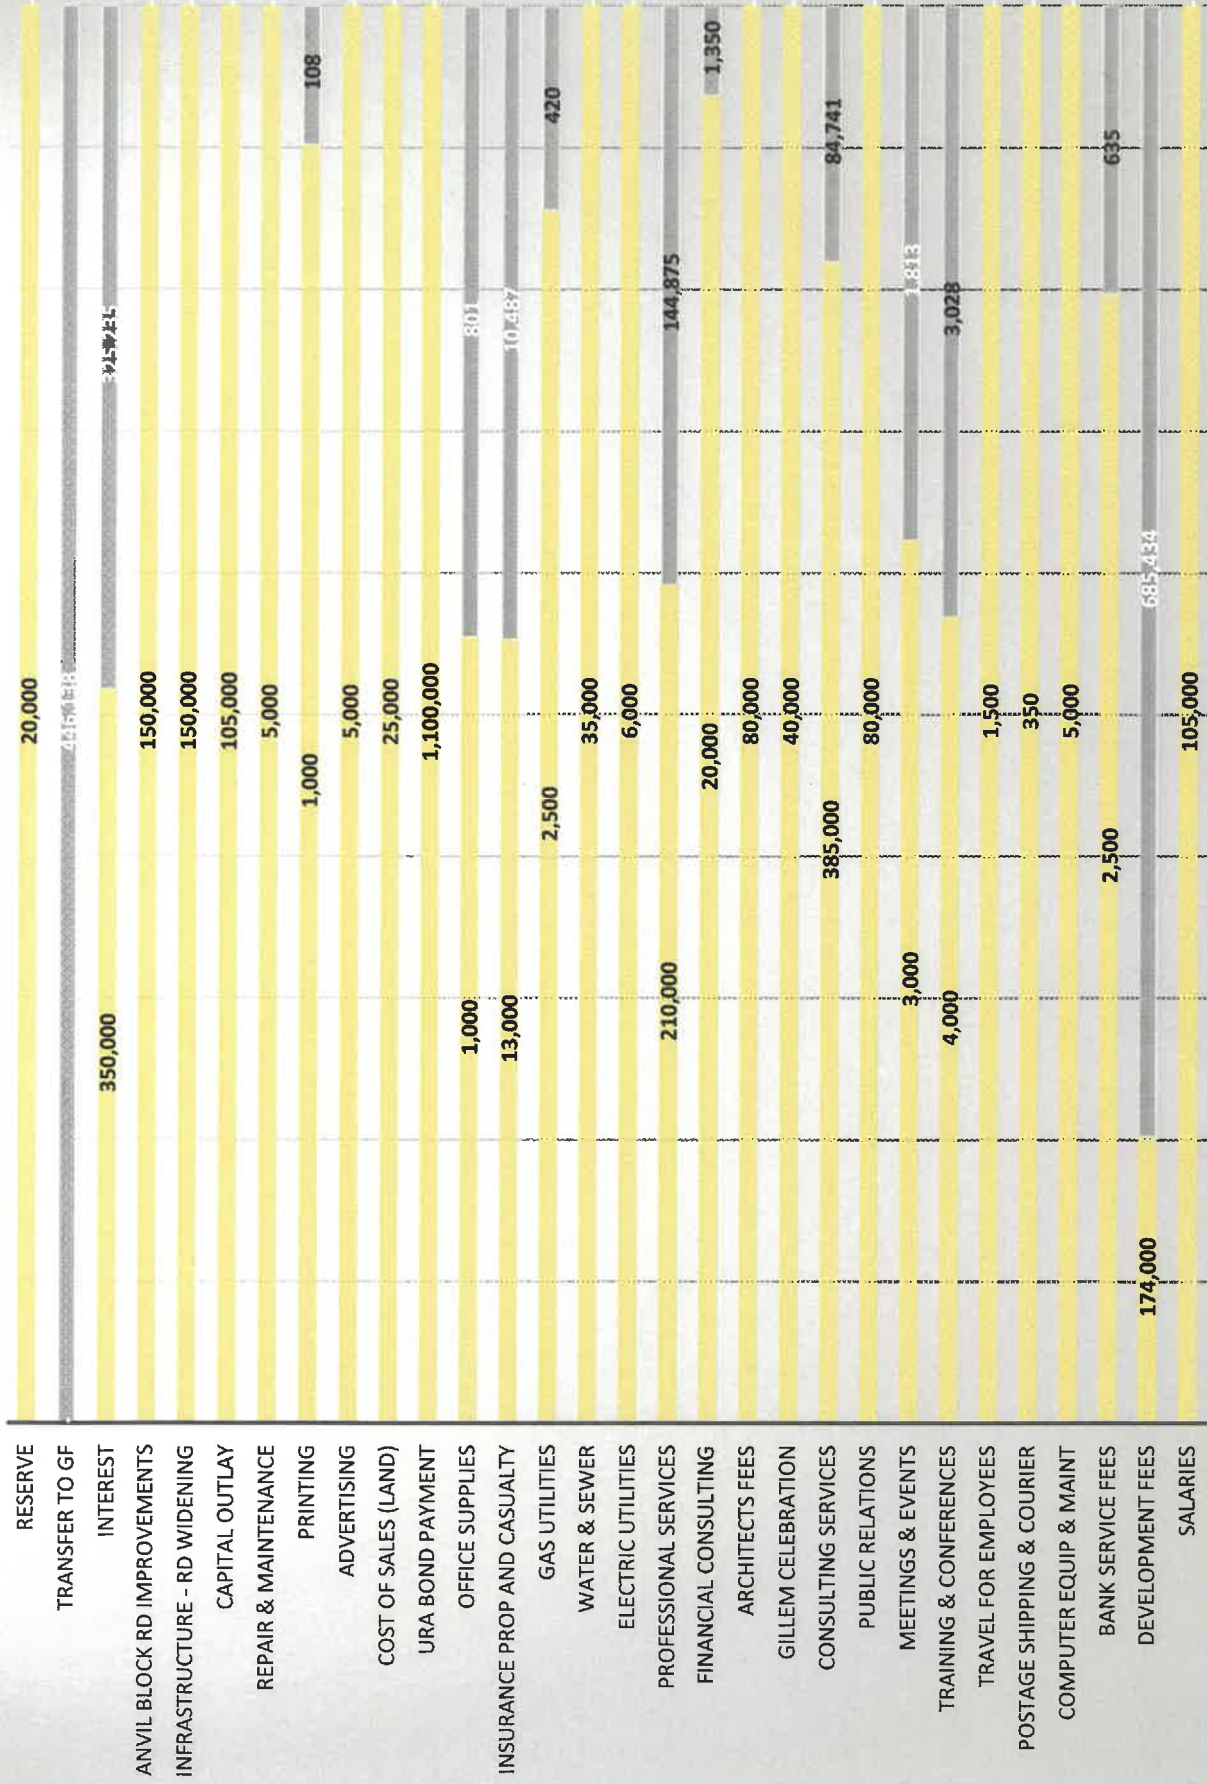 RESERVE 20,000
TRANSFER TO GF
INTEREST 350,000
ANVIL BLOCK RD IMPROVEMENTS 150,000
INFRASTRUCTURE - RD WIDENING 150,000
CAPITAL OUTLAY 105,000
REPAIR & MAINTENANCE 5,000
PRINTING 1,000 108
ADVERTISING 5,000
COST OF SALES (LAND) 25,000
URA BOND PAYMENT 1,100,000
OFFICE SUPPLIES 1,000 801
INSURANCE PROP AND CASUALTY 13,000 10,487
GAS UTILITIES 2,500 420
WATER & SEWER 35,000
ELECTRIC UTILITIES 6,000
PROFESSIONAL SERVICES 210,000 144,875
FINANCIAL CONSULTING 20,000 1,350
ARCHITECTS FEES 80,000
GILLEM CELEBRATION 40,000
CONSULTING SERVICES 385,000 84,741
PUBLIC RELATIONS 80,000
MEETINGS & EVENTS 3,000 1,813
TRAINING & CONFERENCES 4,000 3,028
TRAVEL FOR EMPLOYEES 1,500
POSTAGE SHIPPING & COURIER 350
COMPUTER EQUIP & MAINT 5,000
BANK SERVICE FEES 2,500 635
DEVELOPMENT FEES 174,000 685,434
SALARIES 105,000